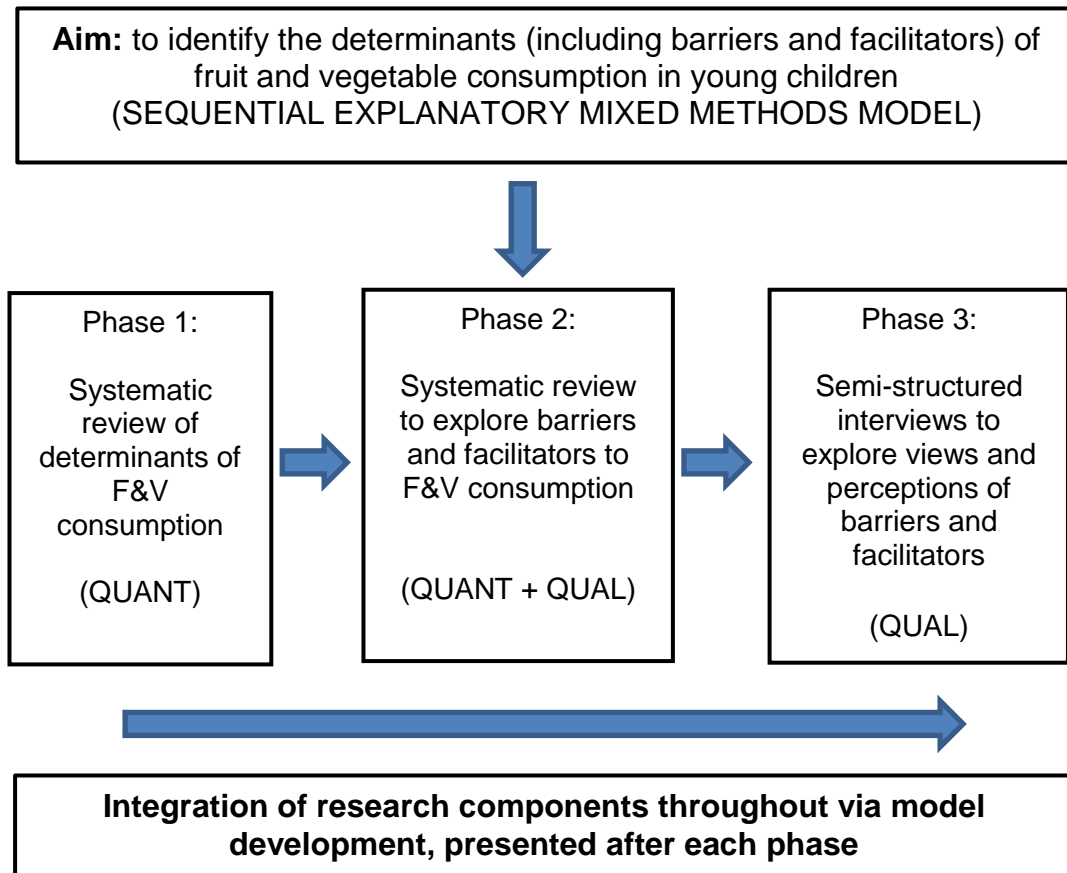 Aim: to identify the determinants (including barriers and facilitators) of
fruit and vegetable consumption in young children
(SEQUENTIAL EXPLANATORY MIXED METHODS MODEL)
Phase 1:
Systematic
review of
determinants of
F&V
consumption
(QUANT)
Phase 2:
Systematic review
to explore barriers
and facilitators to
F&V consumption
(QUANT + QUAL)
Phase 3:
Semi-structured
interviews to
explore views and
perceptions of
barriers and
facilitators
(QUAL)
Integration of research components throughout via model
development, presented after each phase